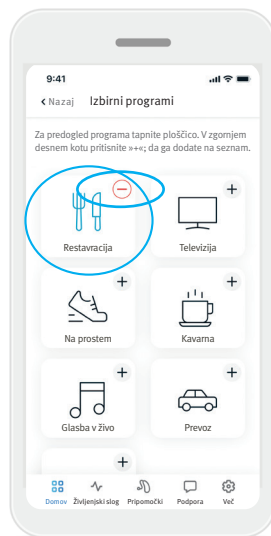 9:41
Nazaj Izbirni programi
Za predogled programa tapnite ploščico. V zgornjem
desnem kotu pritisnite »+«; da ga dodate na seznam.
Restavracija Televizija
Na prostem Kavarna
Glasba v živo Prevoz
Domov Življenjski slog Pripomočki Podpora Več